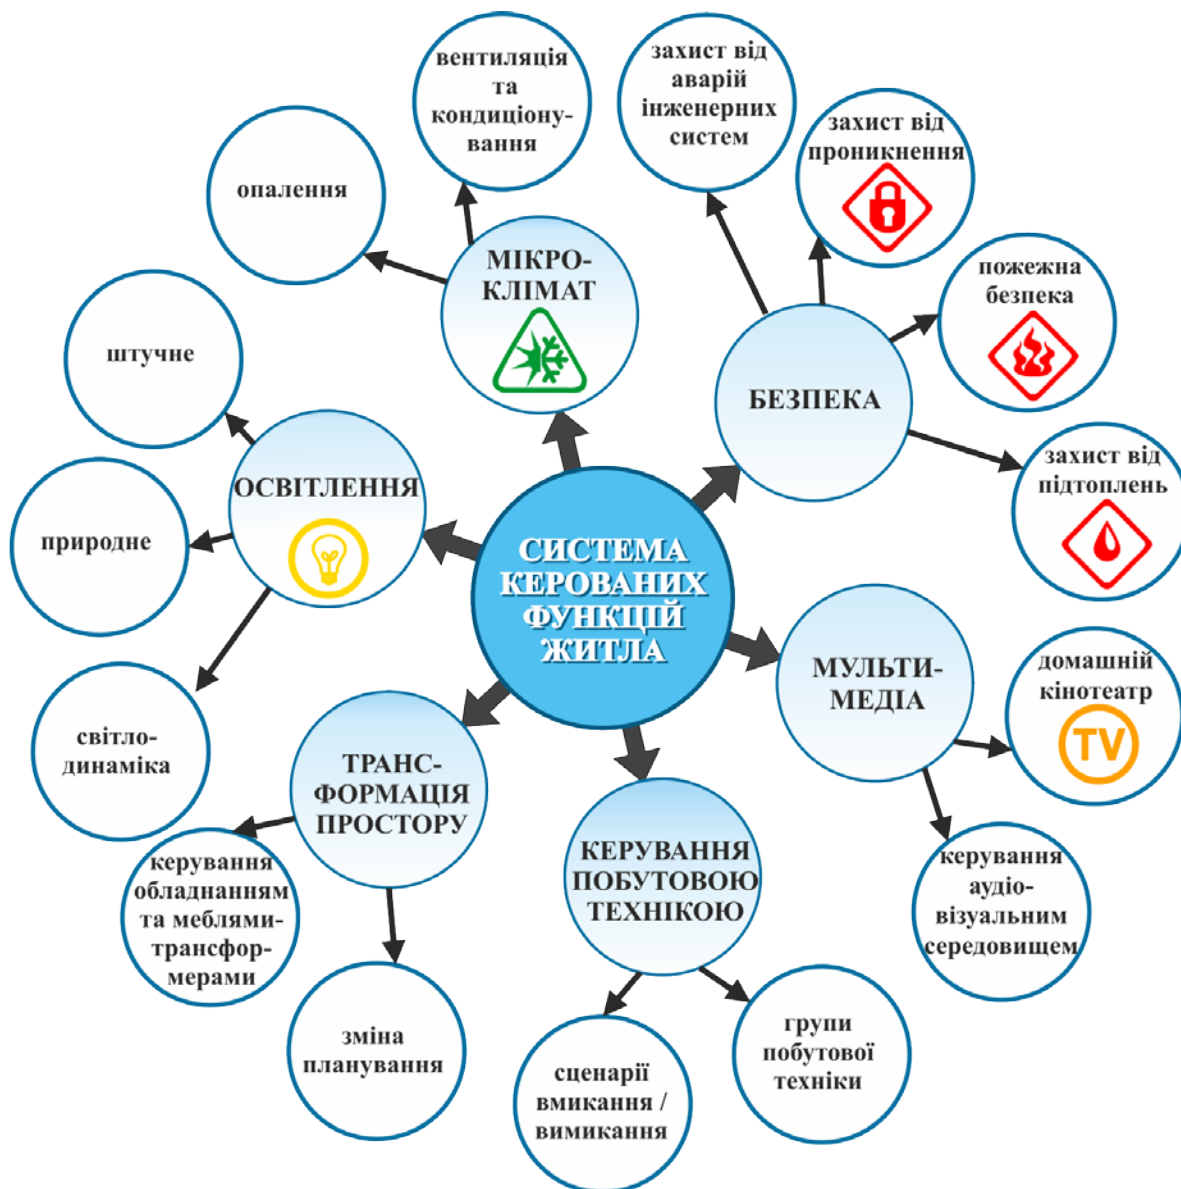 вентиляція
та
кондиціону-
вання
захист від
аварій
інженерних
систем
захист від
проникнення
опалення
МІКРО-
КЛІМАТ
пожежна
безпека
штучне
БЕЗПЕКА
захист від
підтоплень
ОСВІТЛЕННЯ
природне
СИСТЕМА
КЕРОВАНИХ
ФУНКЦІЙ
ЖИТЛА
МУЛЬТИ-
МЕДІА
домашній
кінотеатр
TV
світло-
динаміка
ТРАНС-
ФОРМАЦІЯ
ПРОСТОРУ
КЕРУВАННЯ
ПОБУТОВОЮ
ТЕХНІКОЮ
керування
аудіо-
візуальним
середовищем
керування
обладнанням
та меблями-
трансфор-
мерами
зміна
планування
сценарії
вмикання /
вимикання
групи
побутової
техніки